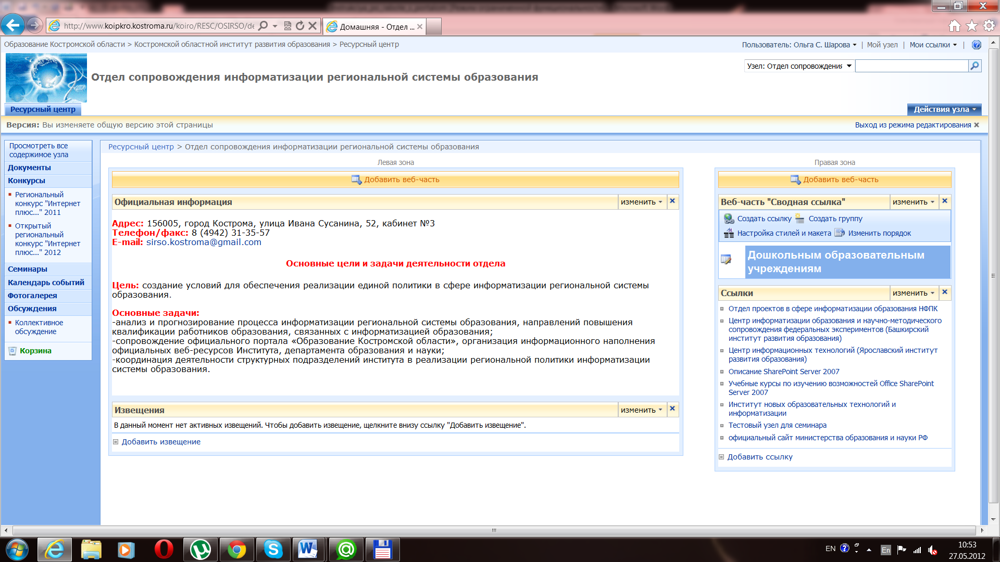 http://www.koipkro.kostroma.ru/koiro/RESC/OSIRSO/de
Домашняя - Отдел ...
Образование Костромской области > Костромской областной институт развития образования > Ресурсный центр
Пользователь: Ольга С. Шарова
Мой узел
Мои ссылки
Узел: Отдел сопровождения
Отдел сопровождения информатизации региональной системы образования
Ресурсный центр
Действия узла
Версия: Вы изменяете общую версию этой страницы
Выход из режима редактирования
Просмотреть все
содержимое узла
Документы
Конкурсы
Региональный
конкурс "Интернет
плюс..." 2011
Открытый
региональный
конкурс "Интернет
плюс..." 2012
Семинары
Календарь событий
Фотогалерея
Обсуждения
Коллективное
обсуждение
Корзина
Ресурсный центр > Отдел сопровождения информатизации региональной системы образования
Левая зона
Добавить веб-часть
Официальная информация
изменить
Адрес: 156005, город Кострома, улица Ивана Сусанина, 52, кабинет №3
Телефон/факс: 8 (4942) 31-35-57
E-mail: sirso.kostroma@gmail.com
Основные цели и задачи деятельности отдела
Цель: создание условий для обеспечения реализации единой политики в сфере информатизации региональной системы
образования.
Основные задачи:
-анализ и прогнозирование процесса информатизации региональной системы образования, направлений повышения
квалификации работников образования, связанных с информатизацией образования;
-сопровождение официального портала «Образование Костромской области», организация информационного наполнения
официальных веб-ресурсов Института, департамента образования и науки;
-координация деятельности структурных подразделений института в реализации региональной политики информатизации
системы образования.
Извещения
изменить
В данный момент нет активных извещений. Чтобы добавить извещение, щелкните внизу ссылку "Добавить извещение".
Добавить извещение
Правая зона
Добавить веб-часть
Веб-часть "Сводная ссылка"
изменить
Создать ссылку
Создать группу
Настройка стилей и макета
Изменить порядок
Дошкольным образовательным
учреждениям
Ссылки
изменить
Отдел проектов в сфере информатизации образования НФПК
Центр информатизации образования и научно-методического
сопровождения федеральных экспериментов (Башкирский
институт развития образования)
Центр информационных технологий (Ярославский институт
развития образования)
Описание SharePoint Server 2007
Учебные курсы по изучению возможностей Office SharePoint
Server 2007
Институт новых образовательных технологий и
информатизации
Тестовый узел для семинара
официальный сайт министерства образования и науки РФ
Добавить ссылку
EN
En
10:53
27.05.2012